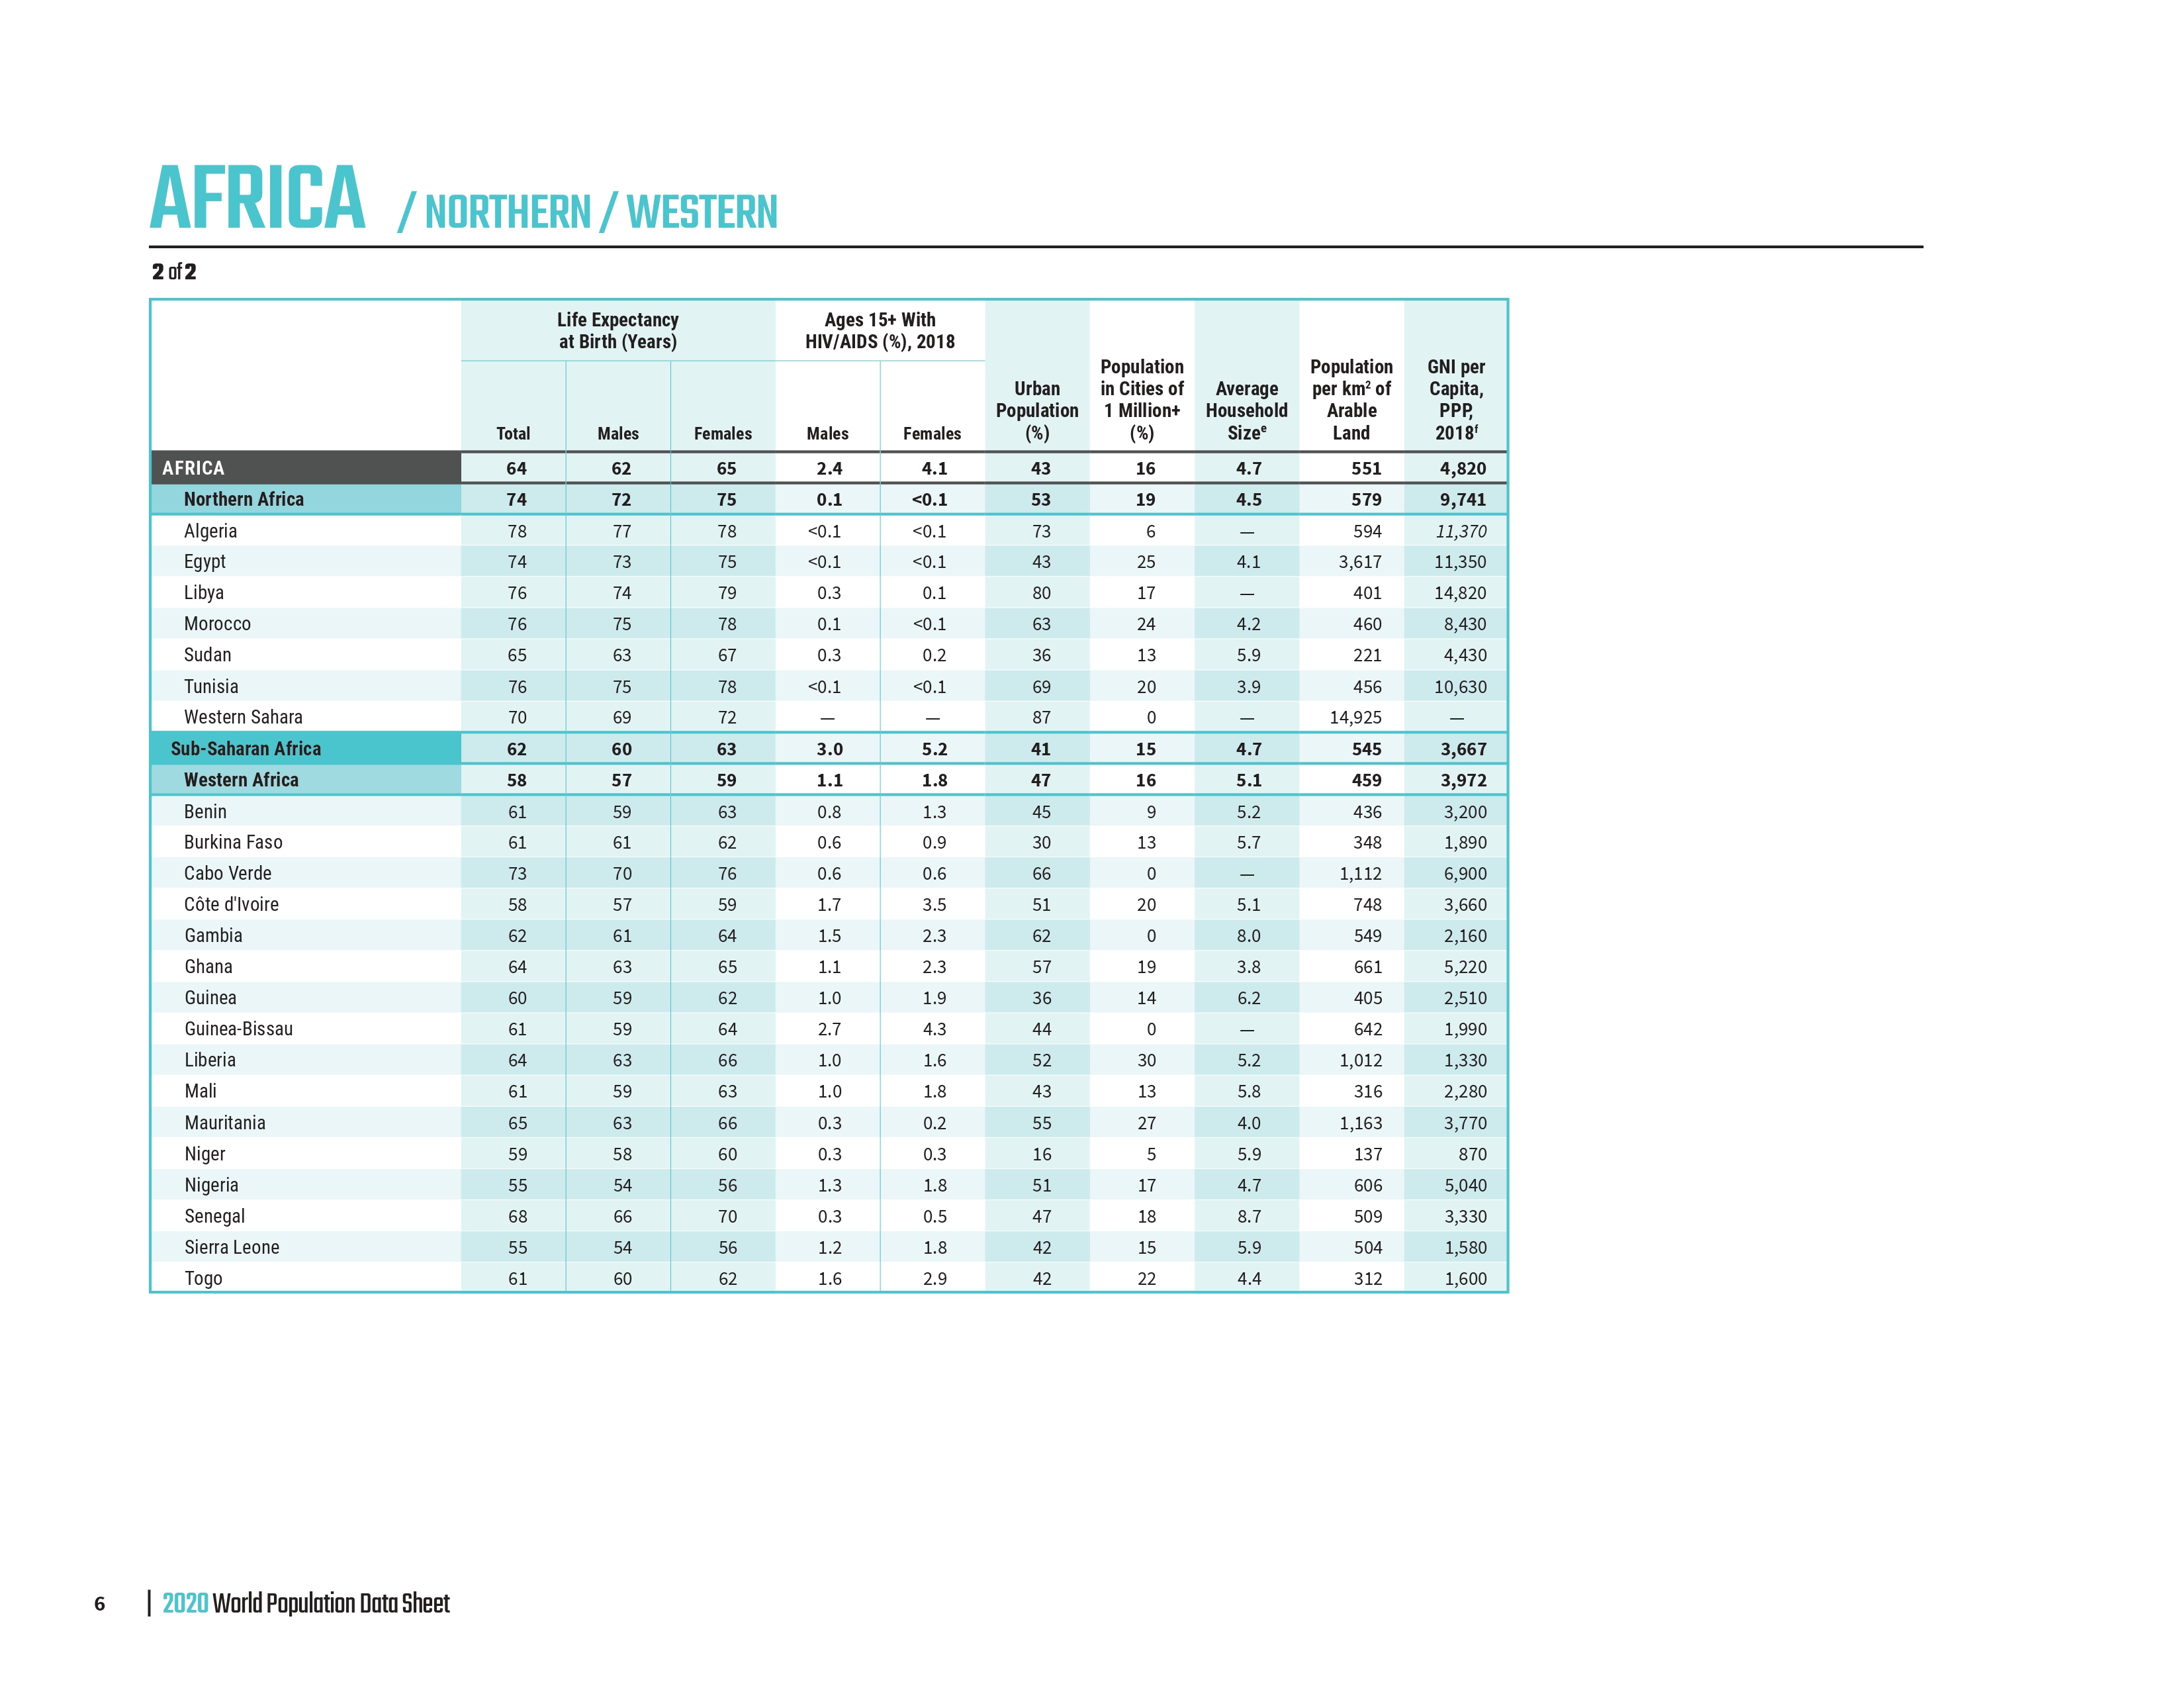 AFRICA / NORTHERN / WESTERN
2 of 2
Life Expectancy at Birth (Years) Ages 15+ With HIV/AIDS (%), 2018 Urban Population (%) Population in Cities of 1 Million+ (%) Average Household Sizeᵉ Population per km² of Arable Land GNI per Capita, PPP, 2018ᶠ
Total Males Females Males Females
AFRICA 64 62 65 2.4 4.1 43 16 4.7 551 4,820
Northern Africa 74 72 75 0.1 <0.1 53 19 4.5 579 9,741
Algeria 78 77 78 <0.1 <0.1 73 6 — 594 11,370
Egypt 74 73 75 <0.1 <0.1 43 25 4.1 3,617 11,350
Libya 76 74 79 0.3 0.1 80 17 — 401 14,820
Morocco 76 75 78 0.1 <0.1 63 24 4.2 460 8,430
Sudan 65 63 67 0.3 0.2 36 13 5.9 221 4,430
Tunisia 76 75 78 <0.1 <0.1 69 20 3.9 456 10,630
Western Sahara 70 69 72 — — 87 0 — 14,925 —
Sub-Saharan Africa 62 60 63 3.0 5.2 41 15 4.7 545 3,667
Western Africa 58 57 59 1.1 1.8 47 16 5.1 459 3,972
Benin 61 59 63 0.8 1.3 45 9 5.2 436 3,200
Burkina Faso 61 61 62 0.6 0.9 30 13 5.7 348 1,890
Cabo Verde 73 70 76 0.6 0.6 66 0 — 1,112 6,900
Côte d'Ivoire 58 57 59 1.7 3.5 51 20 5.1 748 3,660
Gambia 62 61 64 1.5 2.3 62 0 8.0 549 2,160
Ghana 64 63 65 1.1 2.3 57 19 3.8 661 5,220
Guinea 60 59 62 1.0 1.9 36 14 6.2 405 2,510
Guinea-Bissau 61 59 64 2.7 4.3 44 0 — 642 1,990
Liberia 64 63 66 1.0 1.6 52 30 5.2 1,012 1,330
Mali 61 59 63 1.0 1.8 43 13 5.8 316 2,280
Mauritania 65 63 66 0.3 0.2 55 27 4.0 1,163 3,770
Niger 59 58 60 0.3 0.3 16 5 5.9 137 870
Nigeria 55 54 56 1.3 1.8 51 17 4.7 606 5,040
Senegal 68 66 70 0.3 0.5 47 18 8.7 509 3,330
Sierra Leone 55 54 56 1.2 1.8 42 15 5.9 504 1,580
Togo 61 60 62 1.6 2.9 42 22 4.4 312 1,600
6 | 2020 World Population Data Sheet